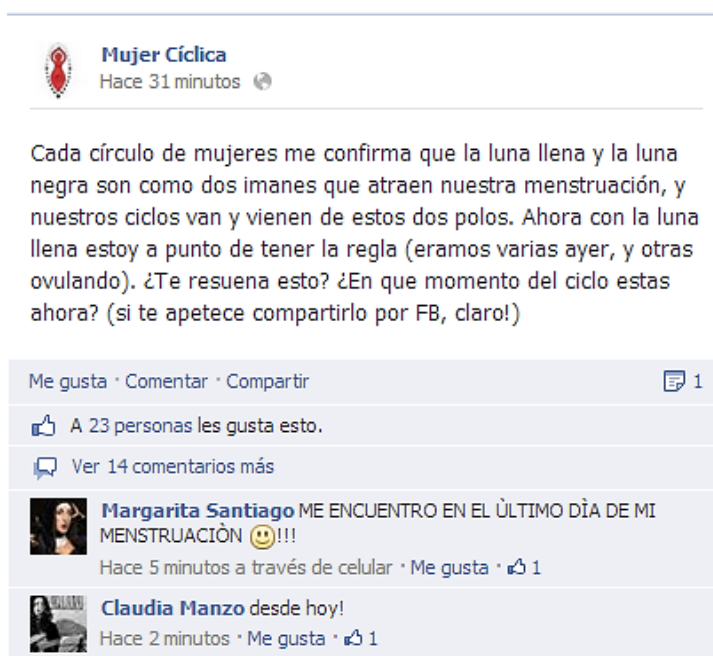 Mujer Cíclica
Hace 31 minutos
Cada círculo de mujeres me confirma que la luna llena y la luna
negra son como dos imanes que atraen nuestra menstruación, y
nuestros ciclos van y vienen de estos dos polos. Ahora con la luna
llena estoy a punto de tener la regla (eramos varias ayer, y otras
ovulando). ¿Te resuena esto? ¿En que momento del ciclo estas
ahora? (si te apetece compartirlo por FB, claro!)
Me gusta · Comentar · Compartir 1
A 23 personas les gusta esto.
Ver 14 comentarios más
Margarita Santiago ME ENCUENTRO EN EL ÙLTIMO DÌA DE MI
MENSTRUACIÒN !!!
Hace 5 minutos a través de celular · Me gusta · 1
Claudia Manzo desde hoy!
Hace 2 minutos · Me gusta · 1